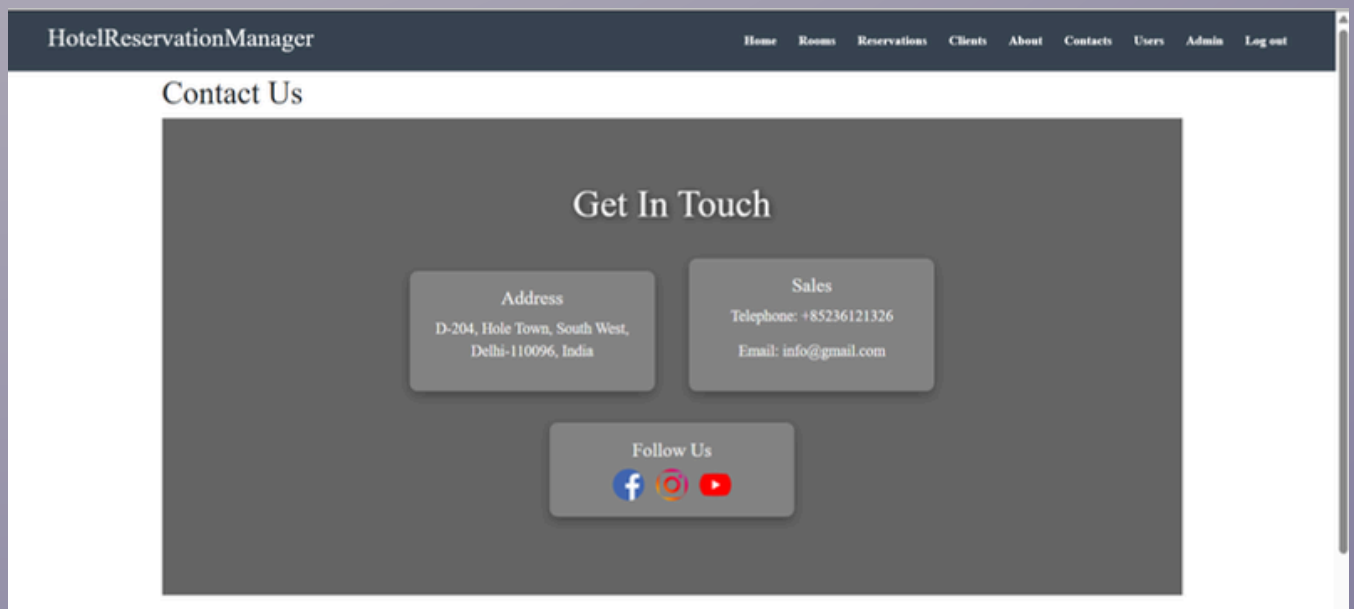 HotelReservationManager
Home Rooms Reservations Clients About Contacts Users Admin Log out
Contact Us
Get In Touch
Address
D-204, Hole Town, South West,
Delhi-110096, India
Sales
Telephone: +85236121326
Email: info@gmail.com
Follow Us